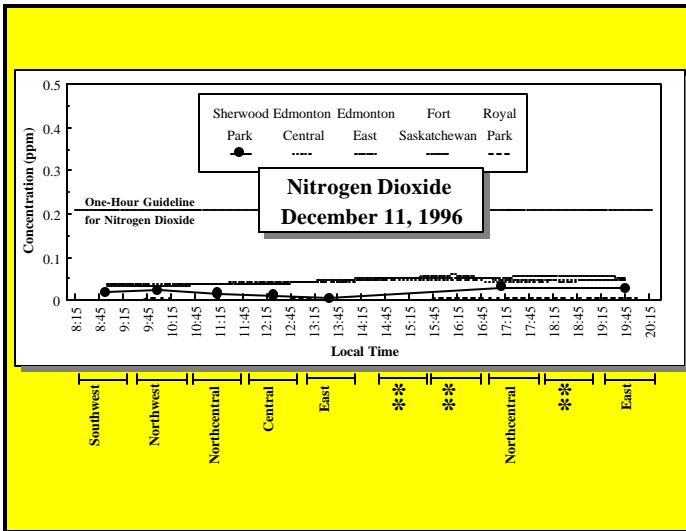 0.5
0.4
0.3
0.2
0.1
0
Concentration (ppm)
Sherwood Edmonton Edmonton Fort Royal
Park Central East Saskatchewan Park
Nitrogen Dioxide
December 11, 1996
One-Hour Guideline
for Nitrogen Dioxide
8:15 8:45 9:15 9:45 10:15 10:45 11:15 11:45 12:15 12:45 13:15 13:45 14:15 14:45 15:15 15:45 16:15 16:45 17:15 17:45 18:15 18:45 19:15 19:45 20:15
Local Time
Southwest
Northwest
Northcentral
Central
East
**
**
Northcentral
**
East